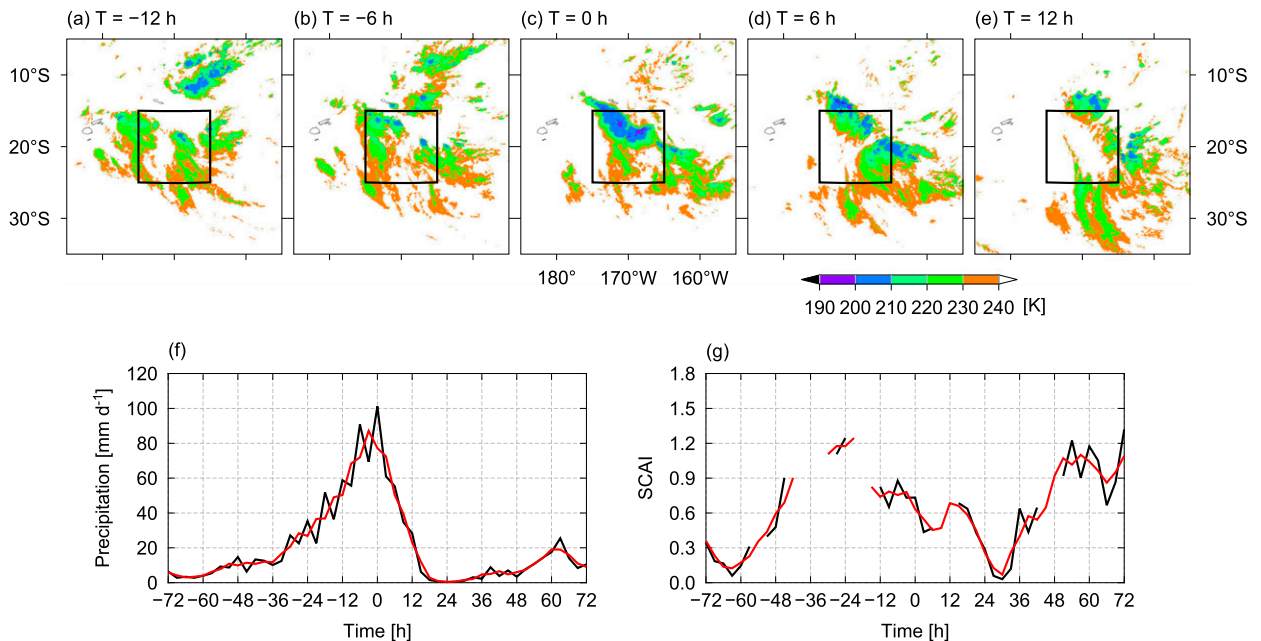 (a) T = −12 h (b) T = −6 h (c) T = 0 h (d) T = 6 h (e) T = 12 h
10°S 10°S
20°S 20°S
30°S 30°S
180° 170°W 160°W
190 200 210 220 230 240 [K]
(f) (g)
120 1.8
100 1.5
80 1.2
60 0.9
40 0.6
20 0.3
0 0.0
Precipitation [mm d⁻¹] SCAI
−72 −60 −48 −36 −24 −12 0 12 24 36 48 60 72 −72 −60 −48 −36 −24 −12 0 12 24 36 48 60 72
Time [h] Time [h]